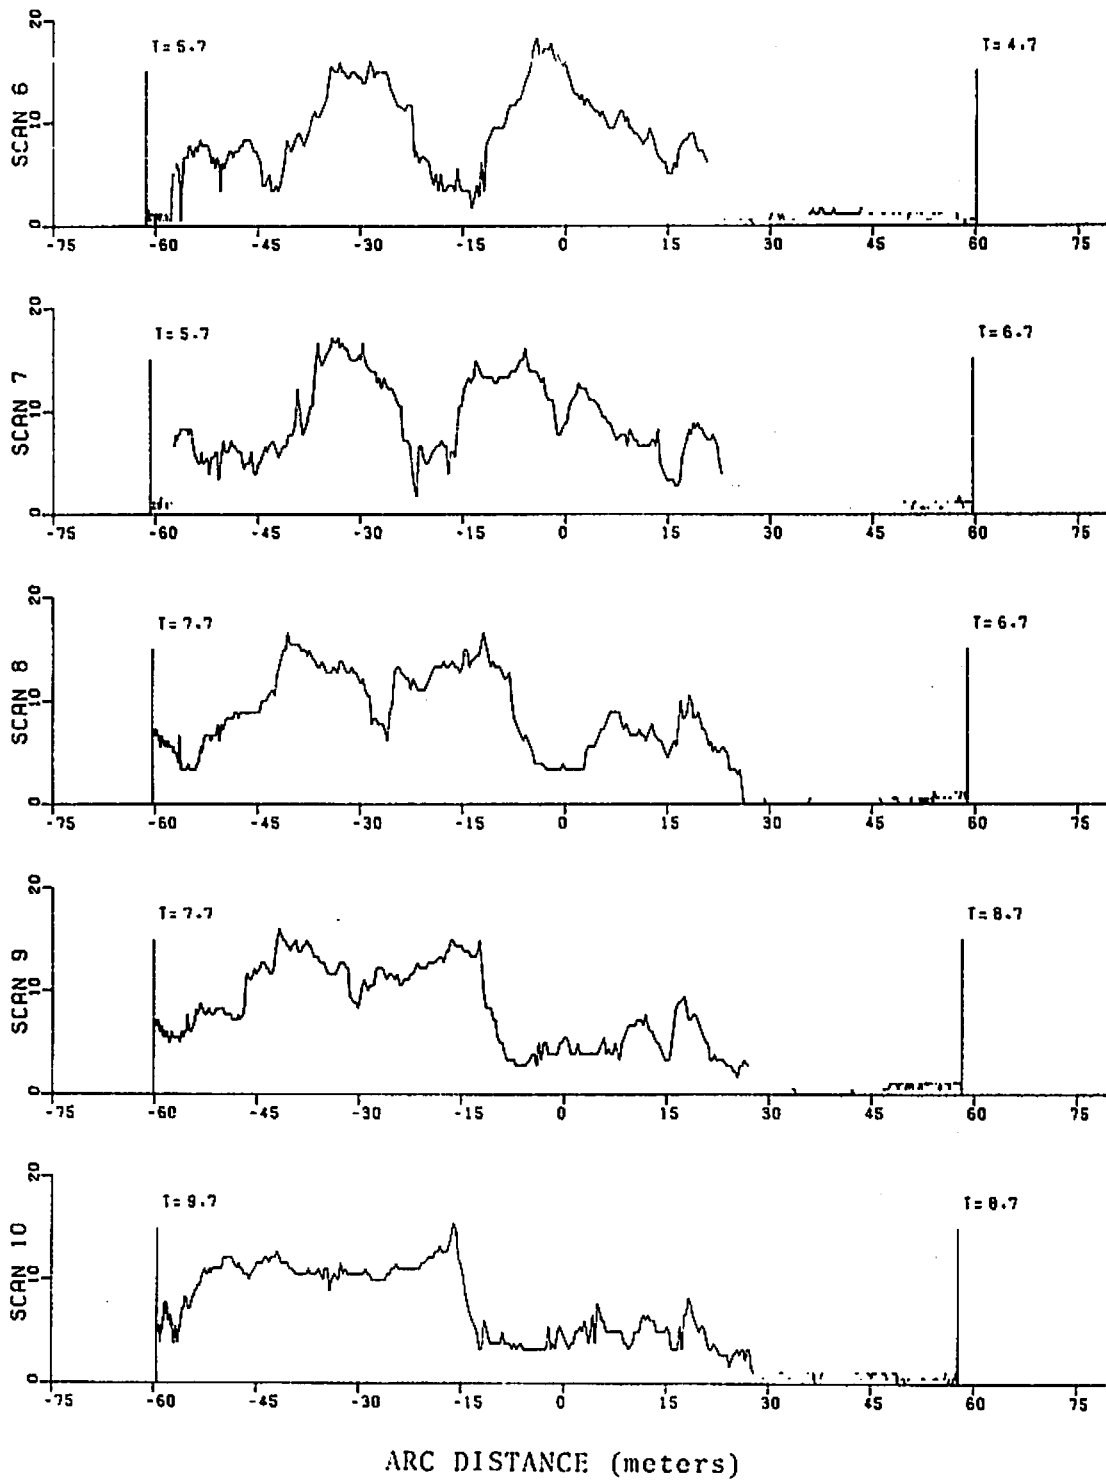 20
T=5.7 T=4.7
SCAN 6
10
0
-75 -60 -45 -30 -15 0 15 30 45 60 75
20
T=5.7 T=6.7
SCAN 7
10
0
-75 -60 -45 -30 -15 0 15 30 45 60 75
20
T=7.7 T=6.7
SCAN 8
10
0
-75 -60 -45 -30 -15 0 15 30 45 60 75
20
T=7.7 T=8.7
SCAN 9
10
0
-75 -60 -45 -30 -15 0 15 30 45 60 75
20
T=9.7 T=8.7
SCAN 10
10
0
-75 -60 -45 -30 -15 0 15 30 45 60 75
ARC DISTANCE (meters)